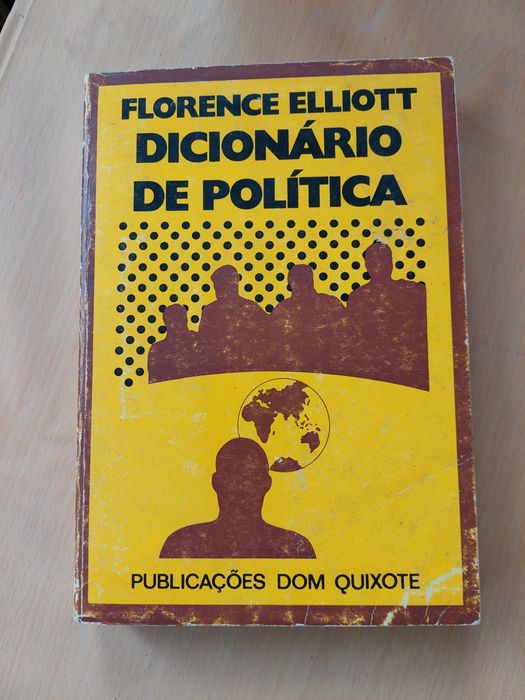 FLORENCE ELLIOTT
DICIONÁRIO
DE POLÍTICA
PUBLICAÇÕES DOM QUIXOTE